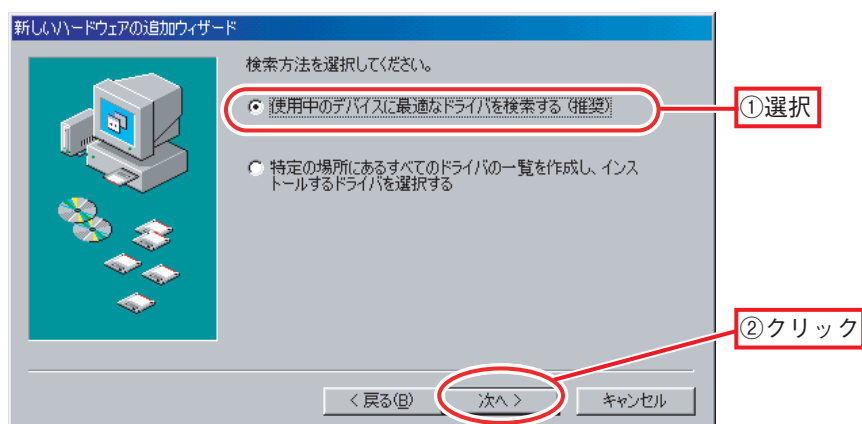 新しいハードウェアの追加ウィザード
検索方法を選択してください。
使用中のデバイスに最適なドライバを検索する（推奨）
①選択
特定の場所にあるすべてのドライバの一覧を作成し、インス
トールするドライバを選択する
②クリック
< 戻る(B)
次へ >
キャンセル